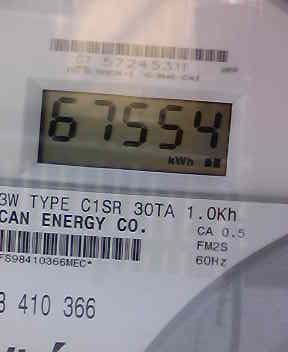 67554
kWh
3W TYPE C1SR 30TA 1.0Kh
CAN ENERGY CO.
CA 0.5
FM2S
FS98410366MEC*
60Hz
3 410 366